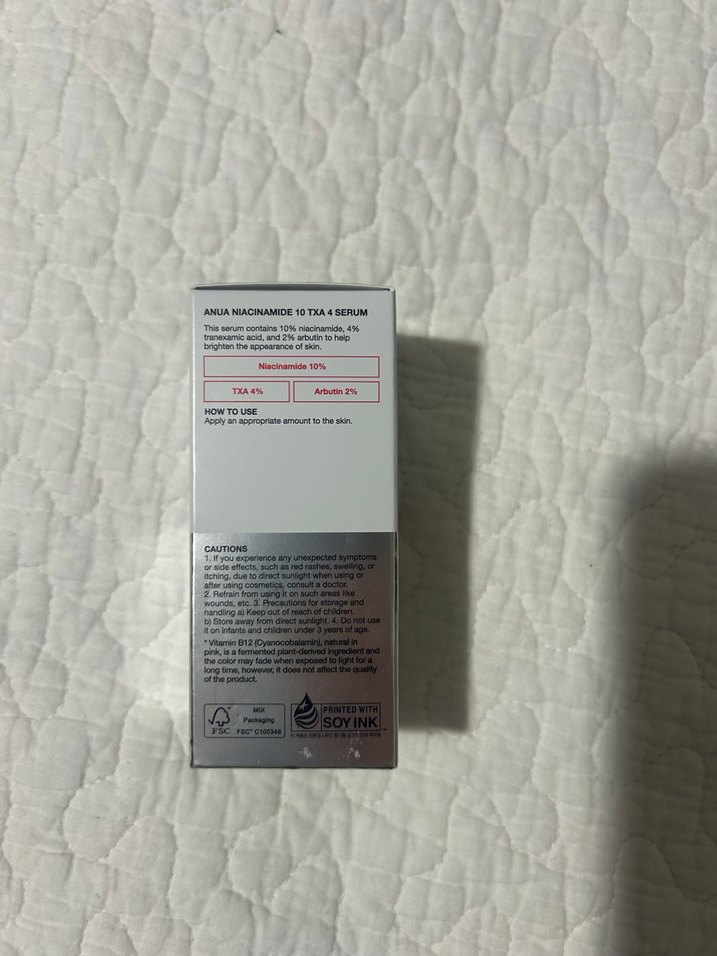 ANUA NIACINAMIDE 10 TXA 4 SERUM
This serum contains 10% niacinamide, 4%
tranexamic acid, and 2% arbutin to help
brighten the appearance of skin.
Niacinamide 10%
TXA 4%
Arbutin 2%
HOW TO USE
Apply an appropriate amount to the skin.
CAUTIONS
1. If you experience any unexpected symptoms
or side effects, such as red rashes, swelling, or
itching, due to direct sunlight when using or
after using cosmetics, consult a doctor.
2. Refrain from using it on such areas like
wounds, etc. 3. Precautions for storage and
handling a) Keep out of reach of children.
b) Store away from direct sunlight. 4. Do not use
it on infants and children under 3 years of age.
* Vitamin B12 (Cyanocobalamin), natural in
pink, is a fermented plant-derived ingredient and
the color may fade when exposed to light for a
long time, however, it does not affect the quality
of the product.
FSC
MIX
Packaging
FSC® C100348
PRINTED WITH
SOY INK™